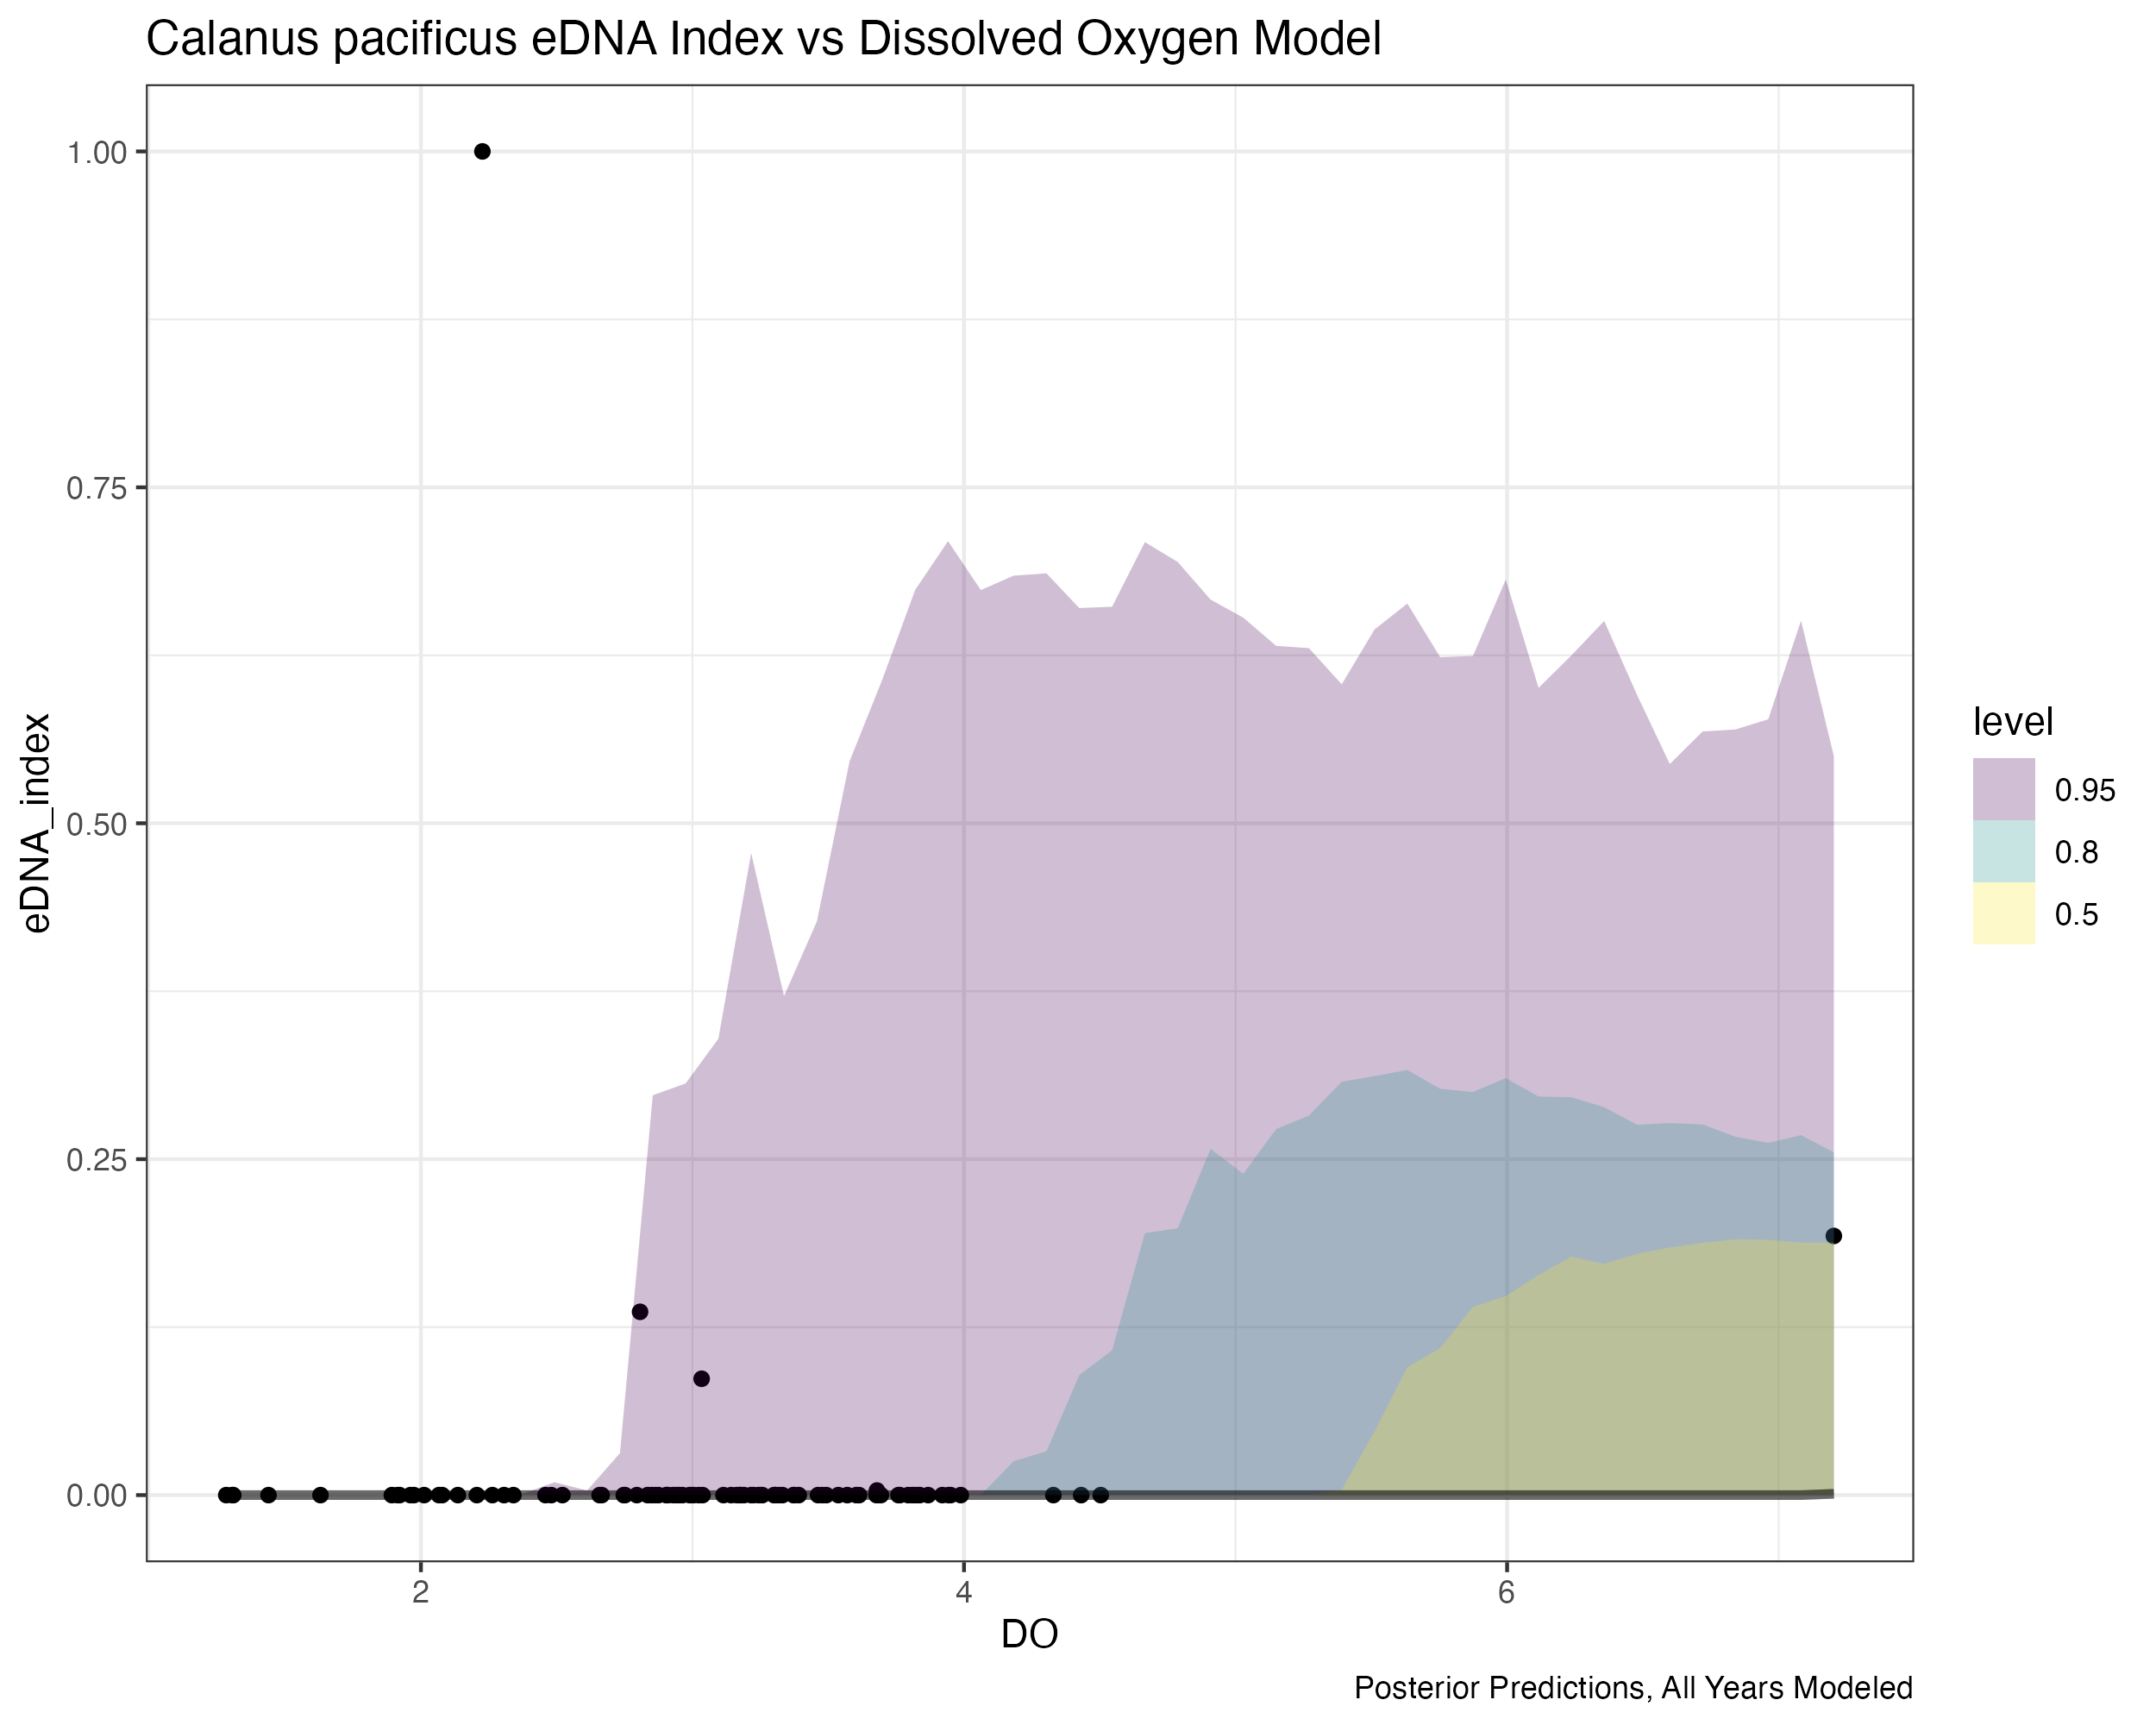 Calanus pacificus eDNA Index vs Dissolved Oxygen Model
1.00
0.75
0.50
0.25
0.00
eDNA_index
2
4
6
DO
level
0.95
0.8
0.5
Posterior Predictions, All Years Modeled